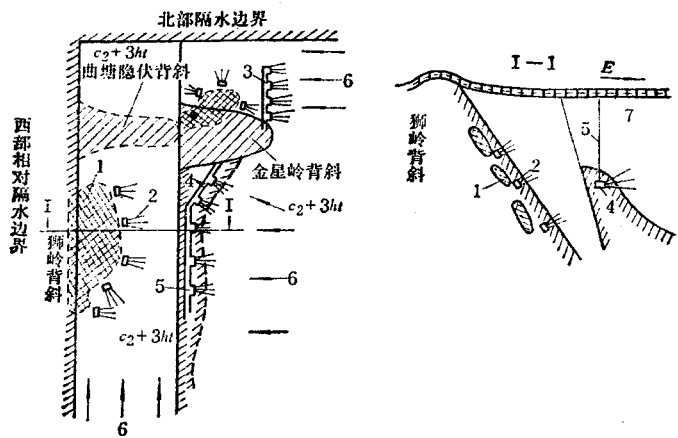 北部隔水边界
c₂+3ht
曲塘隐伏背斜
3
6
西部相对隔水边界
金星岭背斜
1
2
4
I
I
c₂+3ht
狮岭背斜
5
6
c₂+3ht
6
I—I
E
7
狮岭背斜
5
2
1
4